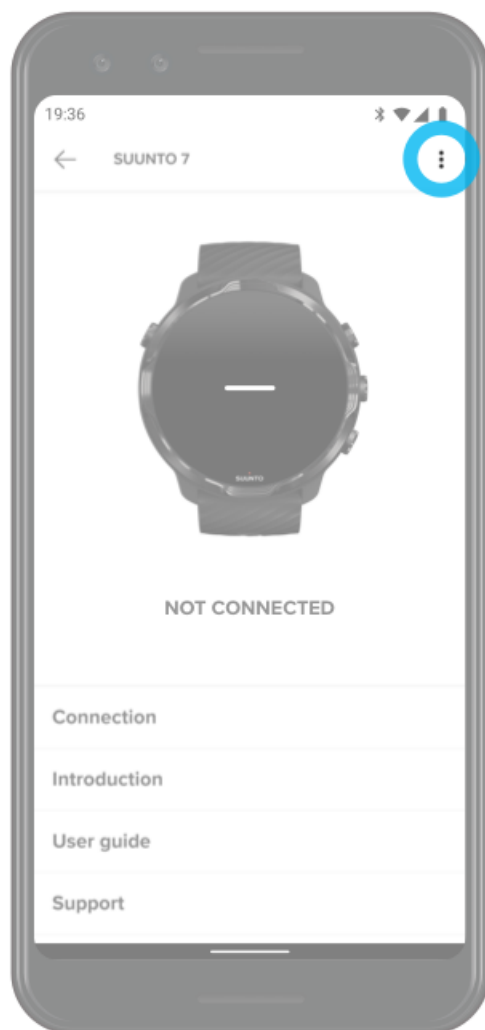 19:36
SUUNTO 7
SUUNTO
NOT CONNECTED
Connection
Introduction
User guide
Support